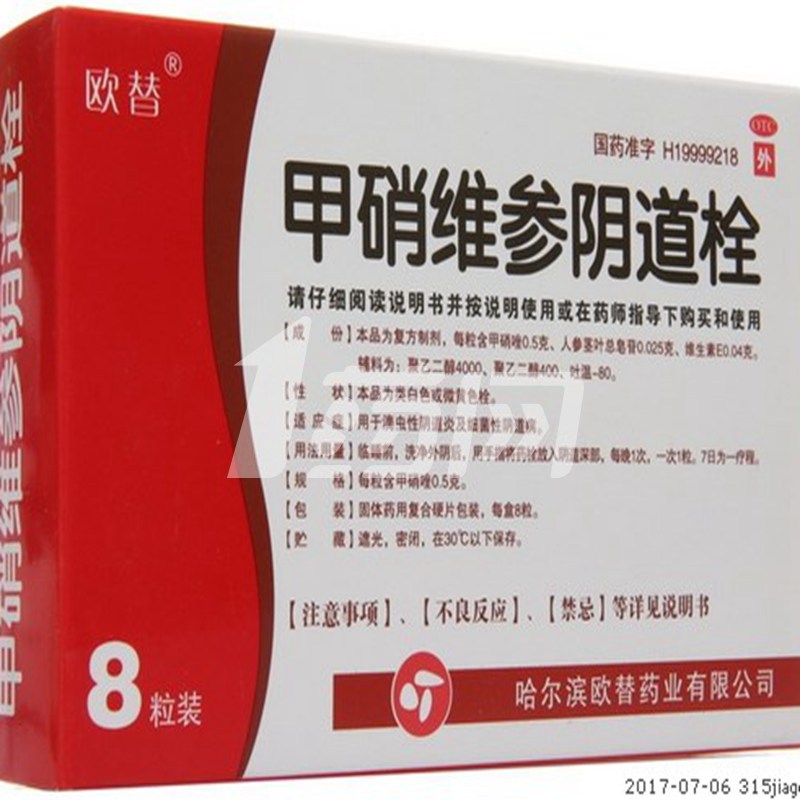 欧替®
OTC
国药准字 H19999218
外
甲硝维参阴道栓
甲硝维参阴道栓
请仔细阅读说明书并按说明使用或在药师指导下购买和使用
【成 份】本品为复方制剂，每粒含甲硝唑0.5克、人参茎叶总皂苷0.025克、维生素E0.04克。
辅料为：聚乙二醇4000、聚乙二醇400、吐温-80。
【性 状】本品为类白色或微黄色栓。
【适应症】用于滴虫性阴道炎及细菌性阴道病。
【用法用量】临睡前，洗净外阴后，用手指将药栓放入阴道深部，每晚1次，一次1粒。7日为一疗程。
【规 格】每粒含甲硝唑0.5克。
【包 装】固体药用复合硬片包装，每盒8粒。
【贮 藏】遮光，密闭，在30℃以下保存。
【注意事项】、【不良反应】、【禁忌】等详见说明书
8粒装
哈尔滨欧替药业有限公司
1药网
2017-07-06 315jiage